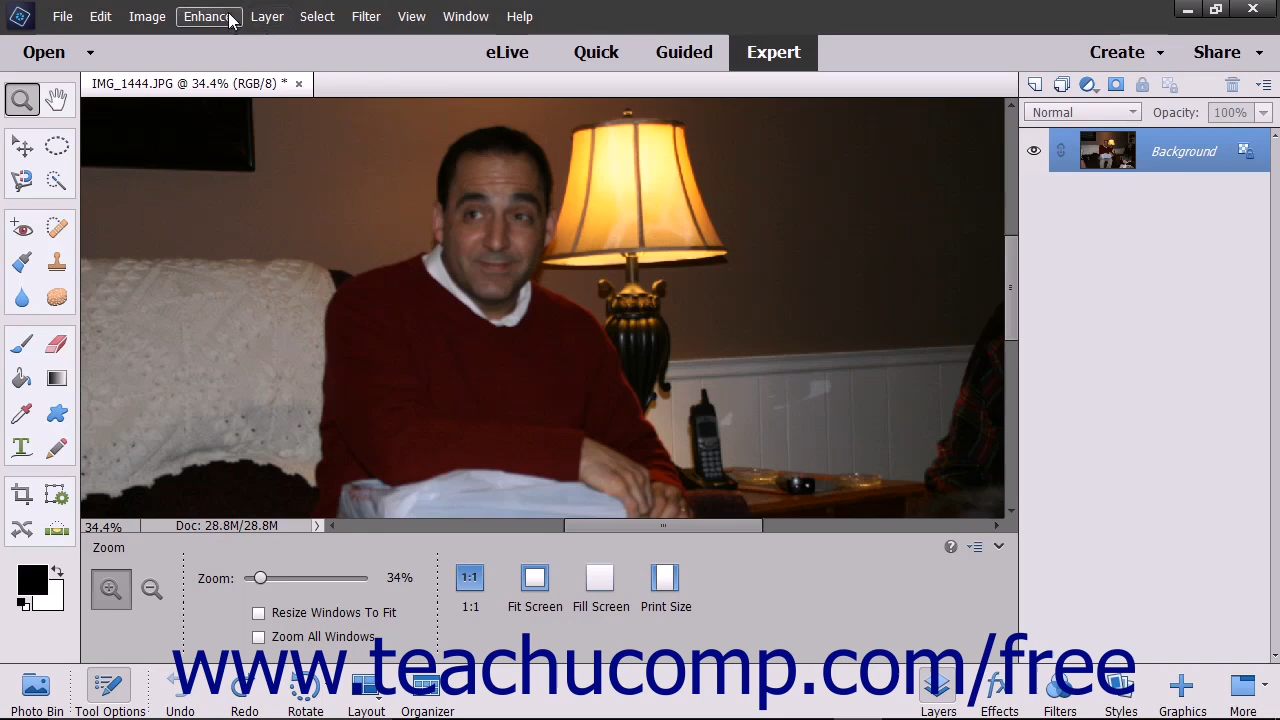 File Edit Image Enhance Layer Select Filter View Window Help
Open eLive Quick Guided Expert Create Share
IMG_1444.JPG @ 34.4% (RGB/8) * ×
Normal Opacity: 100%
Background
34.4% Doc: 28.8M/28.8M
Zoom
Zoom: 34% 1:1
1:1 Fit Screen Fill Screen Print Size
Resize Windows To Fit
Zoom All Windows
www.teachucomp.com/free
Photo Bin Tool Options Undo Redo Rotate Layout Organizer Layers Effects Filters Styles Graphics More